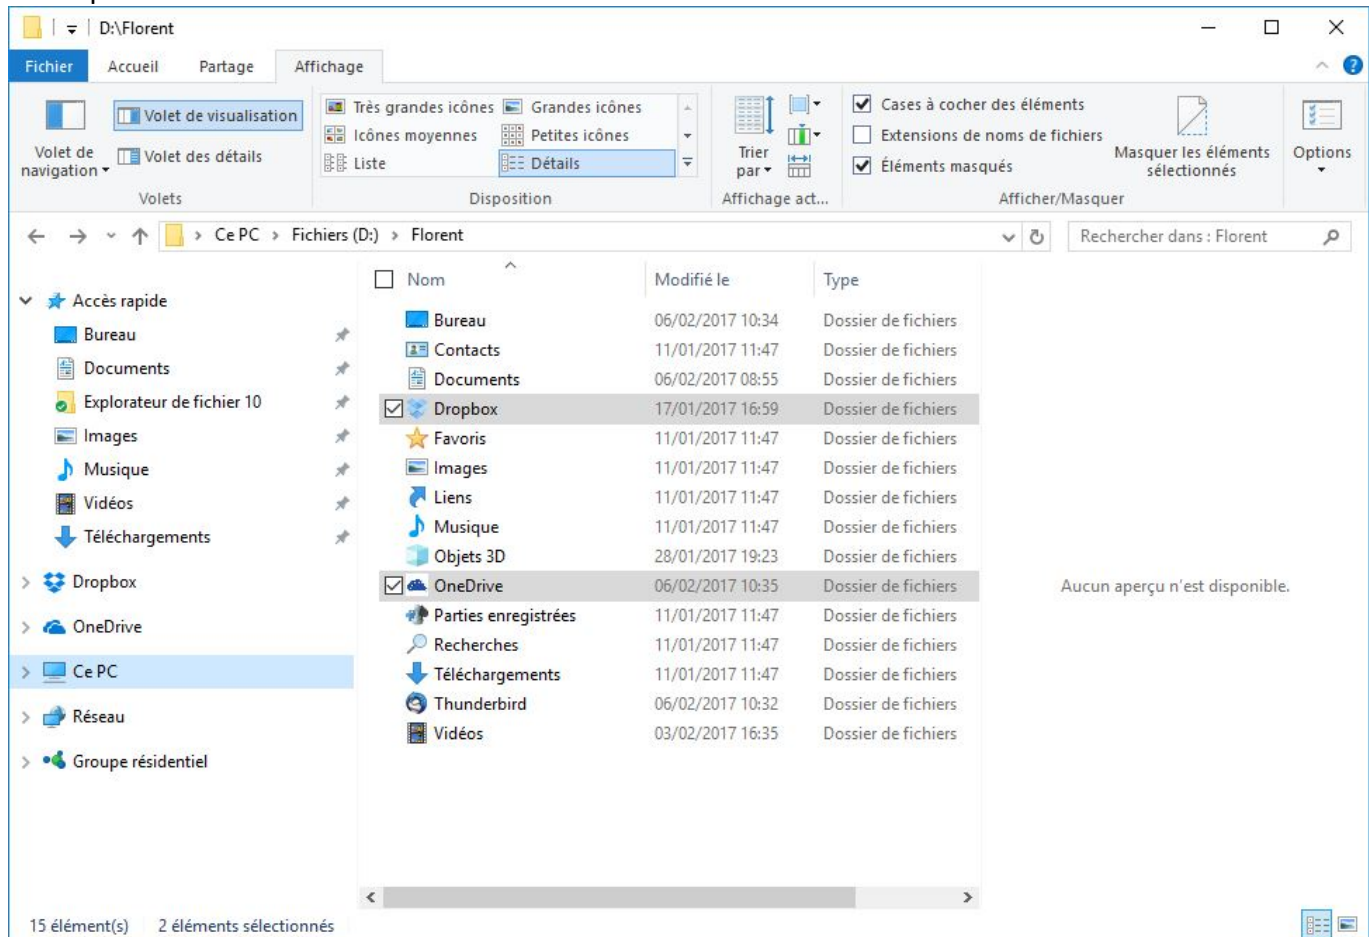 D:\Florent
Fichier Accueil Partage Affichage
Volet de navigation
Volet de visualisation
Volet des détails
Volets
Très grandes icônes Grandes icônes
Icônes moyennes Petites icônes
Liste Détails
Disposition
Trier par
Affichage act...
Cases à cocher des éléments
Extensions de noms de fichiers
Éléments masqués
Masquer les éléments sélectionnés
Afficher/Masquer
Options
Ce PC > Fichiers (D:) > Florent
Rechercher dans : Florent
Accès rapide
Bureau
Documents
Explorateur de fichier 10
Images
Musique
Vidéos
Téléchargements
Dropbox
OneDrive
Ce PC
Réseau
Groupe résidentiel
Nom Modifié le Type
Bureau 06/02/2017 10:34 Dossier de fichiers
Contacts 11/01/2017 11:47 Dossier de fichiers
Documents 06/02/2017 08:55 Dossier de fichiers
Dropbox 17/01/2017 16:59 Dossier de fichiers
Favoris 11/01/2017 11:47 Dossier de fichiers
Images 11/01/2017 11:47 Dossier de fichiers
Liens 11/01/2017 11:47 Dossier de fichiers
Musique 11/01/2017 11:47 Dossier de fichiers
Objets 3D 28/01/2017 19:23 Dossier de fichiers
OneDrive 06/02/2017 10:35 Dossier de fichiers
Parties enregistrées 11/01/2017 11:47 Dossier de fichiers
Recherches 11/01/2017 11:47 Dossier de fichiers
Téléchargements 11/01/2017 11:47 Dossier de fichiers
Thunderbird 06/02/2017 10:32 Dossier de fichiers
Vidéos 03/02/2017 16:35 Dossier de fichiers
Aucun aperçu n'est disponible.
15 élément(s) 2 éléments sélectionnés